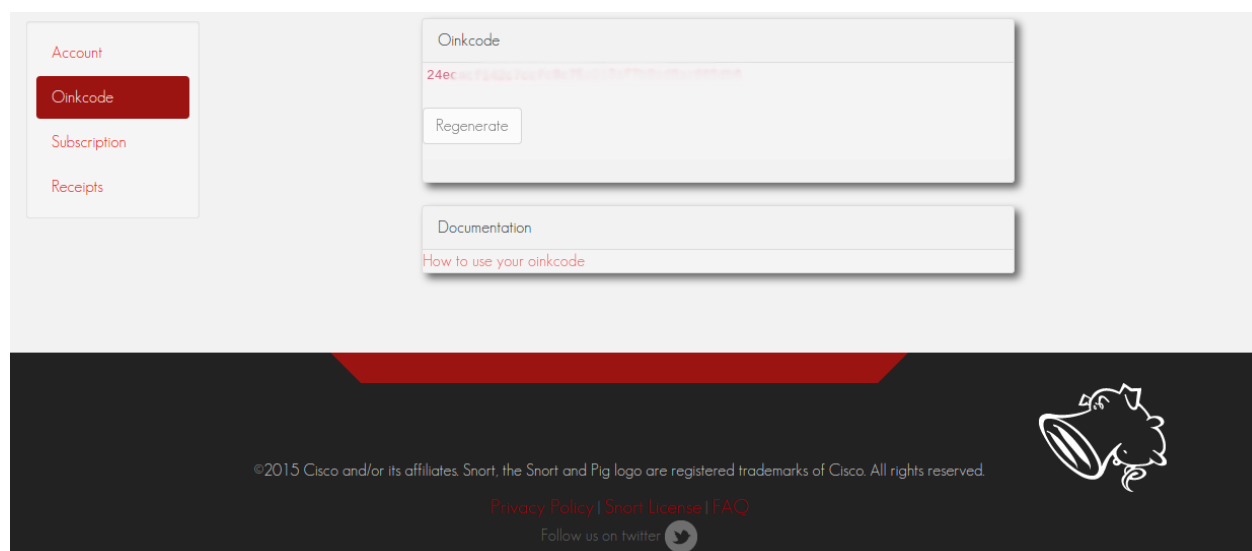 Account
Oinkcode
Subscription
Receipts
Oinkcode
Regenerate
Documentation
How to use your oinkcode
©2015 Cisco and/or its affiliates. Snort, the Snort and Pig logo are registered trademarks of Cisco. All rights reserved.
Privacy Policy | Snort License | FAQ
Follow us on twitter